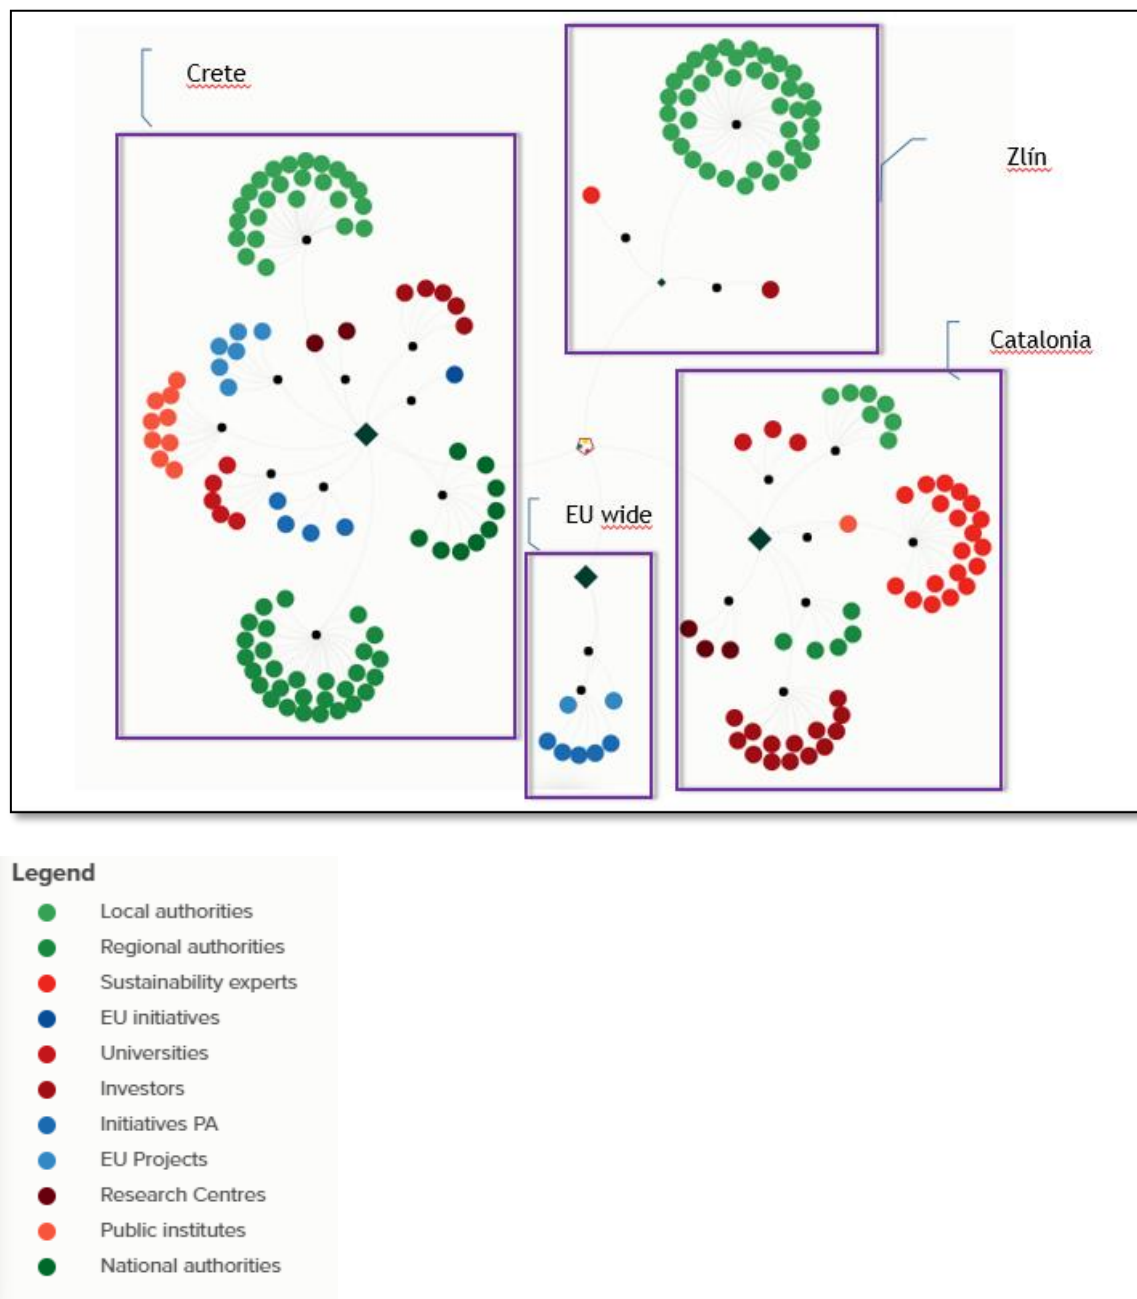 Crete
Zlín
Catalonia
EU wide
Legend
Local authorities
Regional authorities
Sustainability experts
EU initiatives
Universities
Investors
Initiatives PA
EU Projects
Research Centres
Public institutes
National authorities